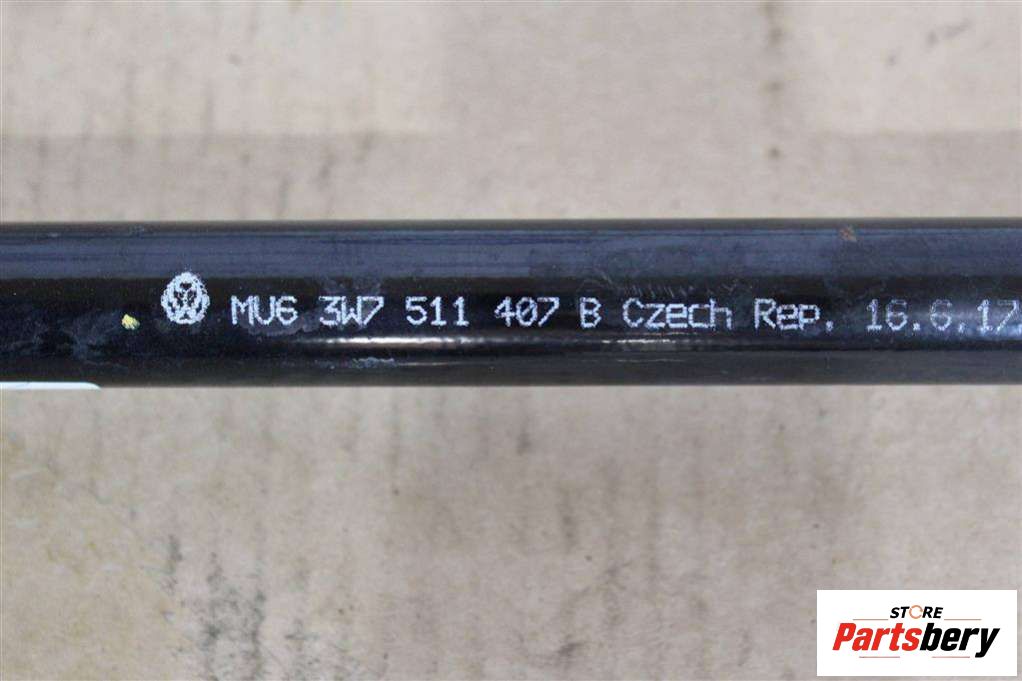 MU6 3W7 511 407 B Czech Rep. 16.6.17
STORE
Partsbery